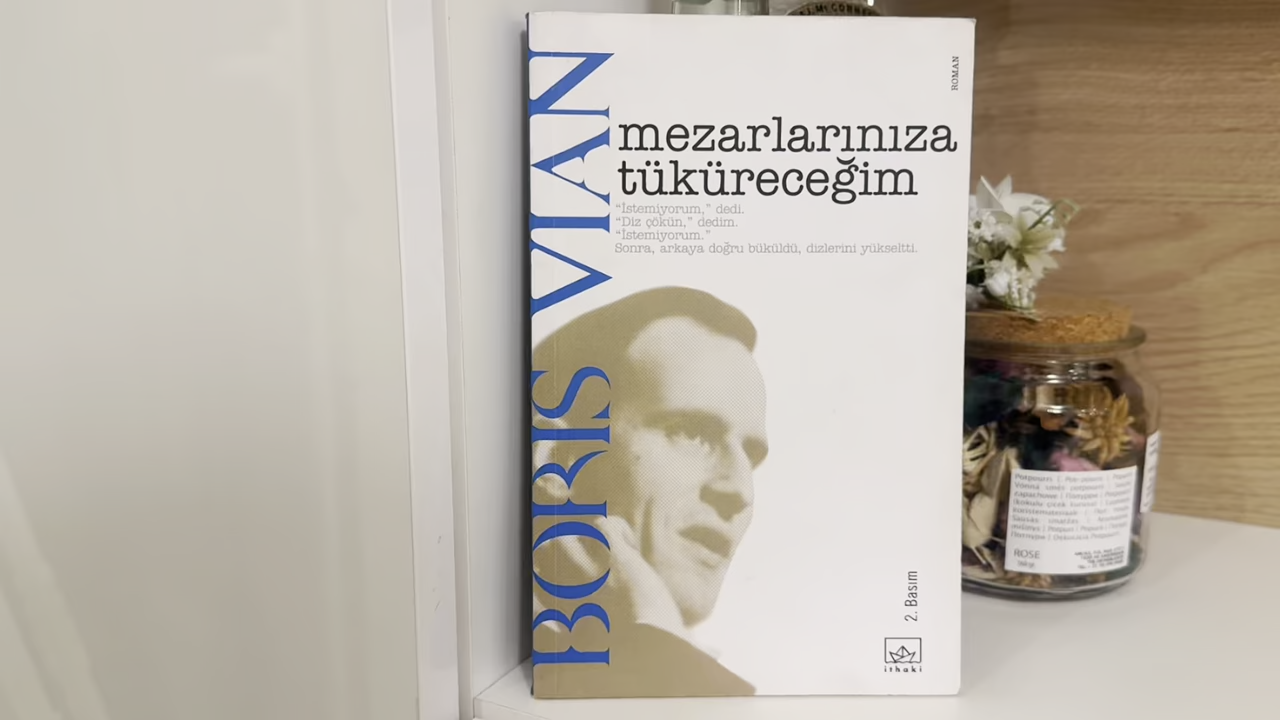 BORIS VIAN
ROMAN
mezarlarınıza
tüküreceğim
“İstemiyorum,” dedi.
“Diz çökün,” dedim.
“İstemiyorum.”
Sonra, arkaya doğru büküldü, dizlerini yükseltti.
2. Basım
ithaki
ROSE